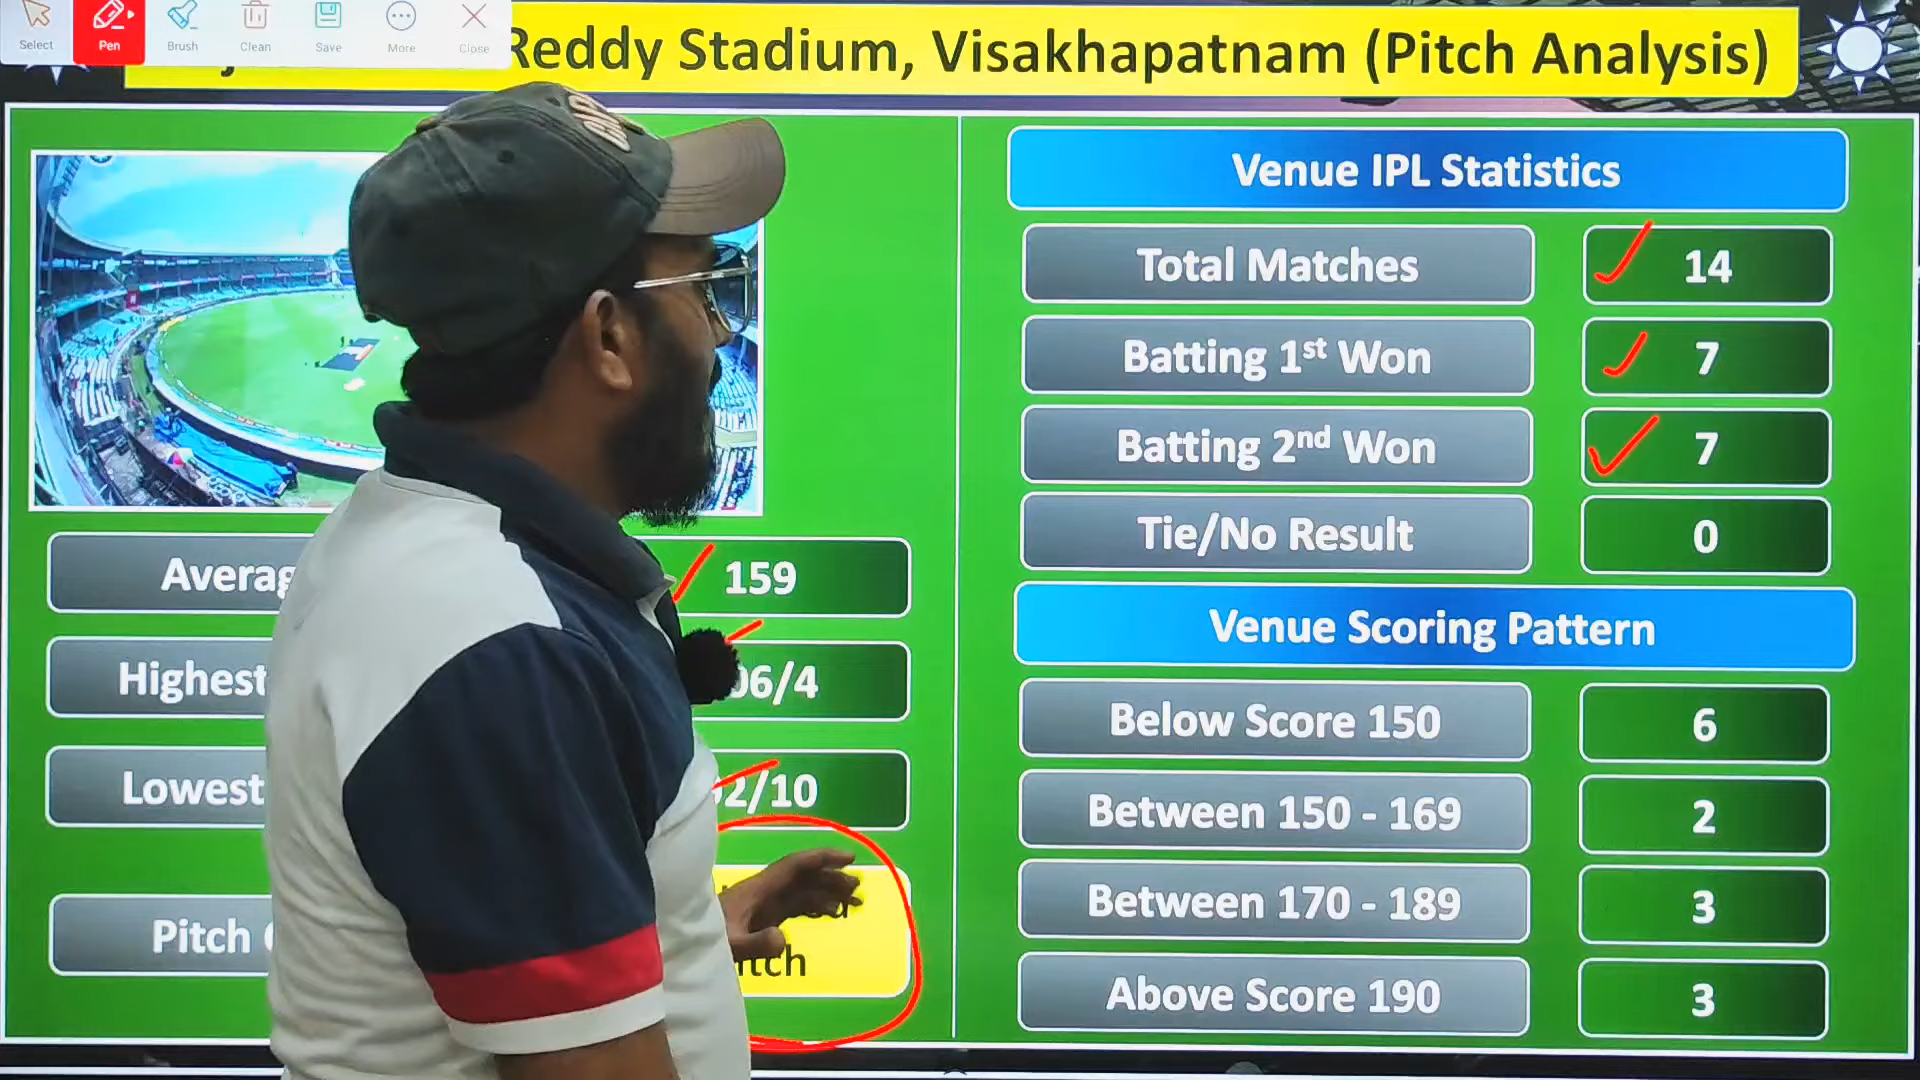 Select
Pen
Brush
Clean
Save
More
Close
Reddy Stadium, Visakhapatnam (Pitch Analysis)
Venue IPL Statistics
Total Matches 14
Batting 1st Won 7
Batting 2nd Won 7
Tie/No Result 0
159
Highest
Lowest
2/10
Pitch
Venue Scoring Pattern
Below Score 150 6
Between 150 - 169 2
Between 170 - 189 3
Above Score 190 3